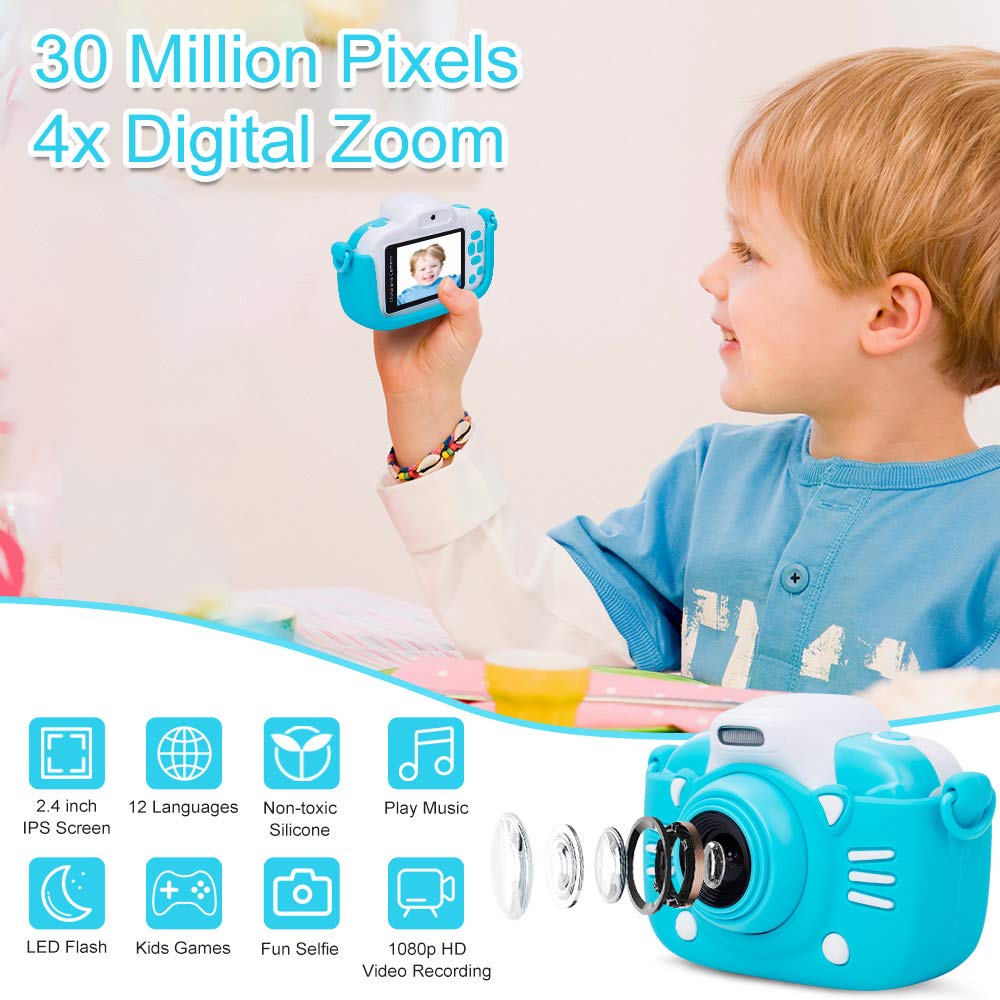 30 Million Pixels
4x Digital Zoom
2.4 inch
IPS Screen
12 Languages
Non-toxic
Silicone
Play Music
LED Flash
Kids Games
Fun Selfie
1080p HD
Video Recording